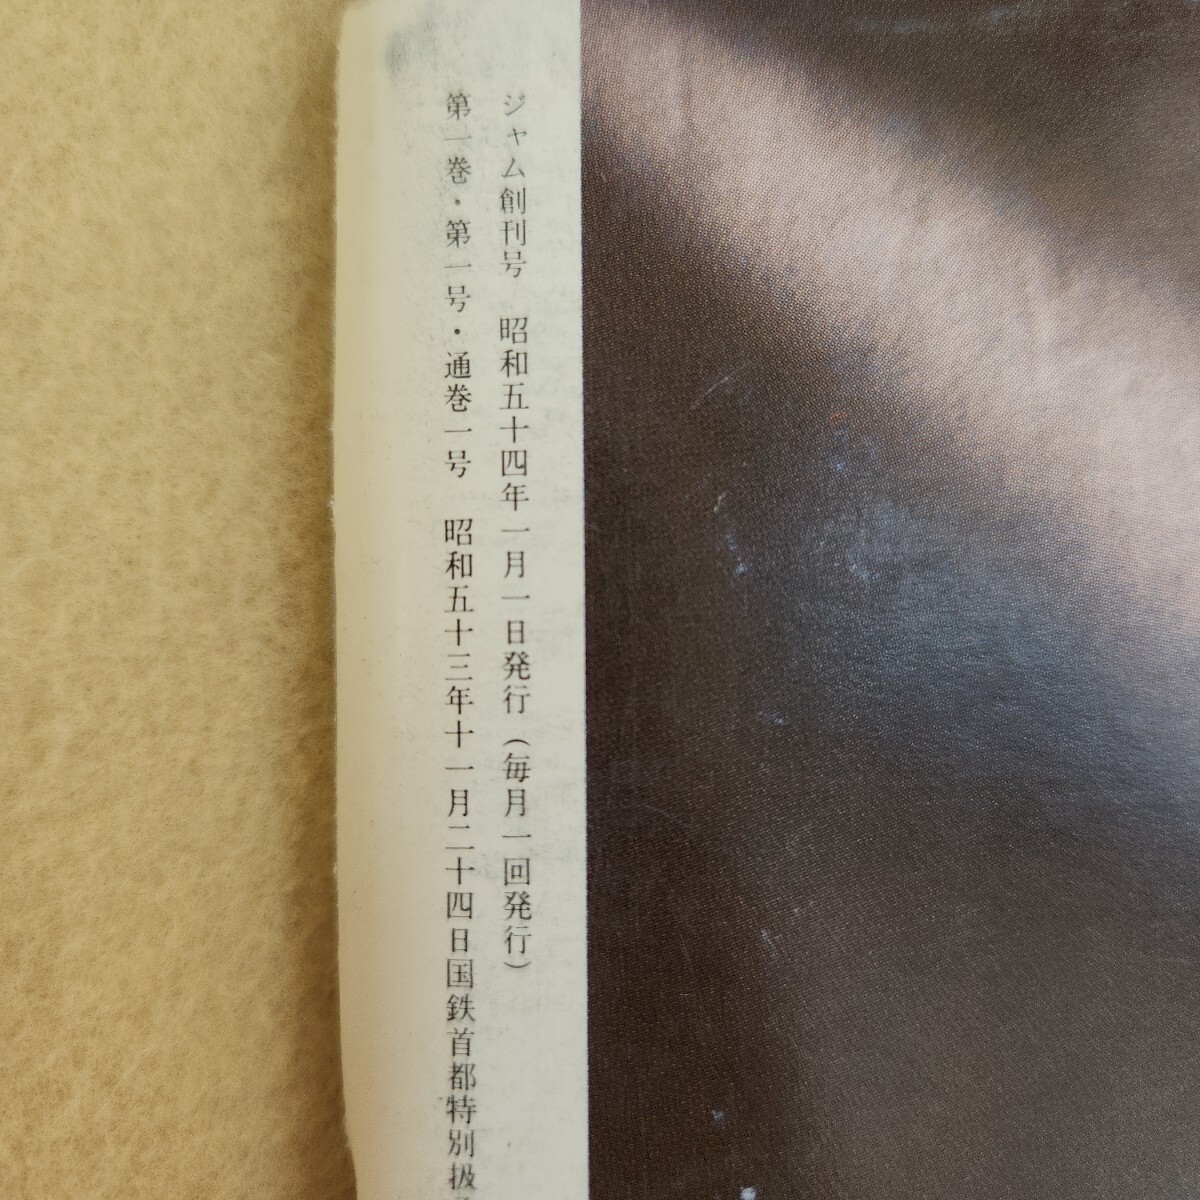 ジャム創刊号　昭和五十四年一月一日発行（毎月一回発行）
第一巻・第一号・通巻一号　昭和五十三年十一月二十四日国鉄首都特別扱